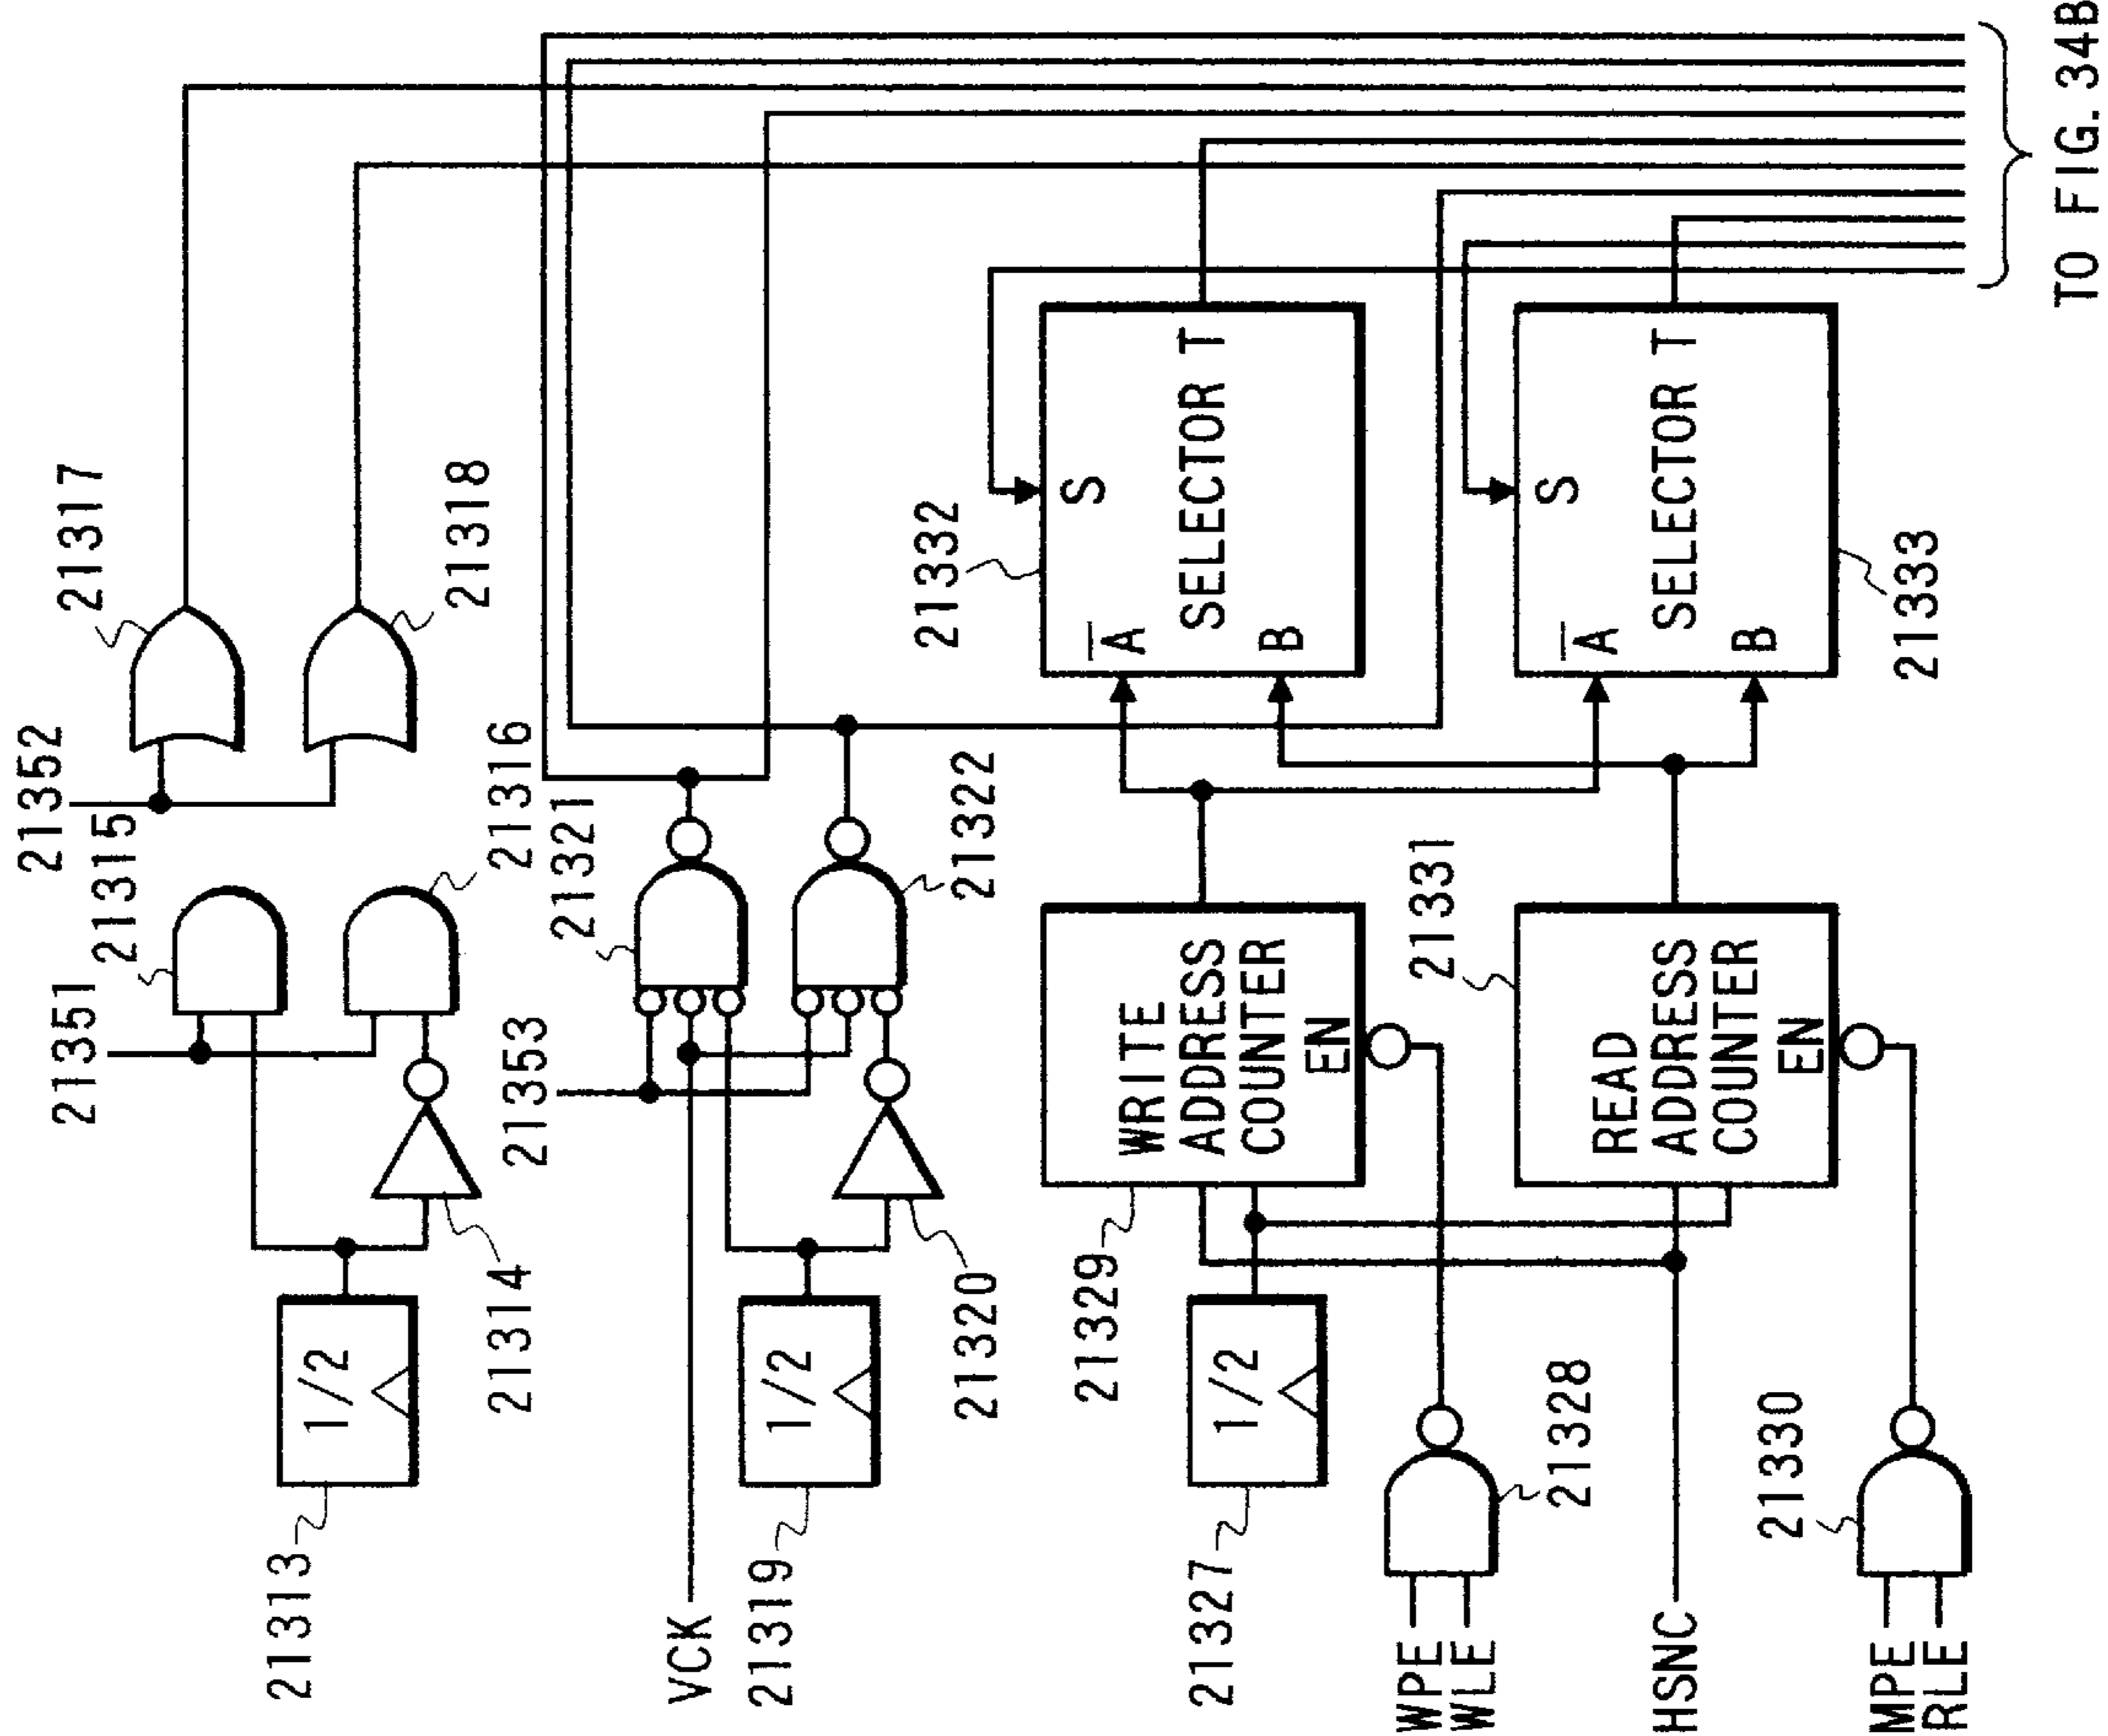 21352
21317
21351
21315
21318
21316
21313
1/2
21314
21353
21321
21322
VCK
21319
1/2
21320
21332
S
A
SELECTOR T
B
21329
WRITE
ADDRESS
COUNTER
EN
21327
1/2
WPE
WLE
21328
21331
S
A
SELECTOR T
B
21333
READ
ADDRESS
COUNTER
EN
HSNC
21330
MPE
RLE
TO FIG. 34B